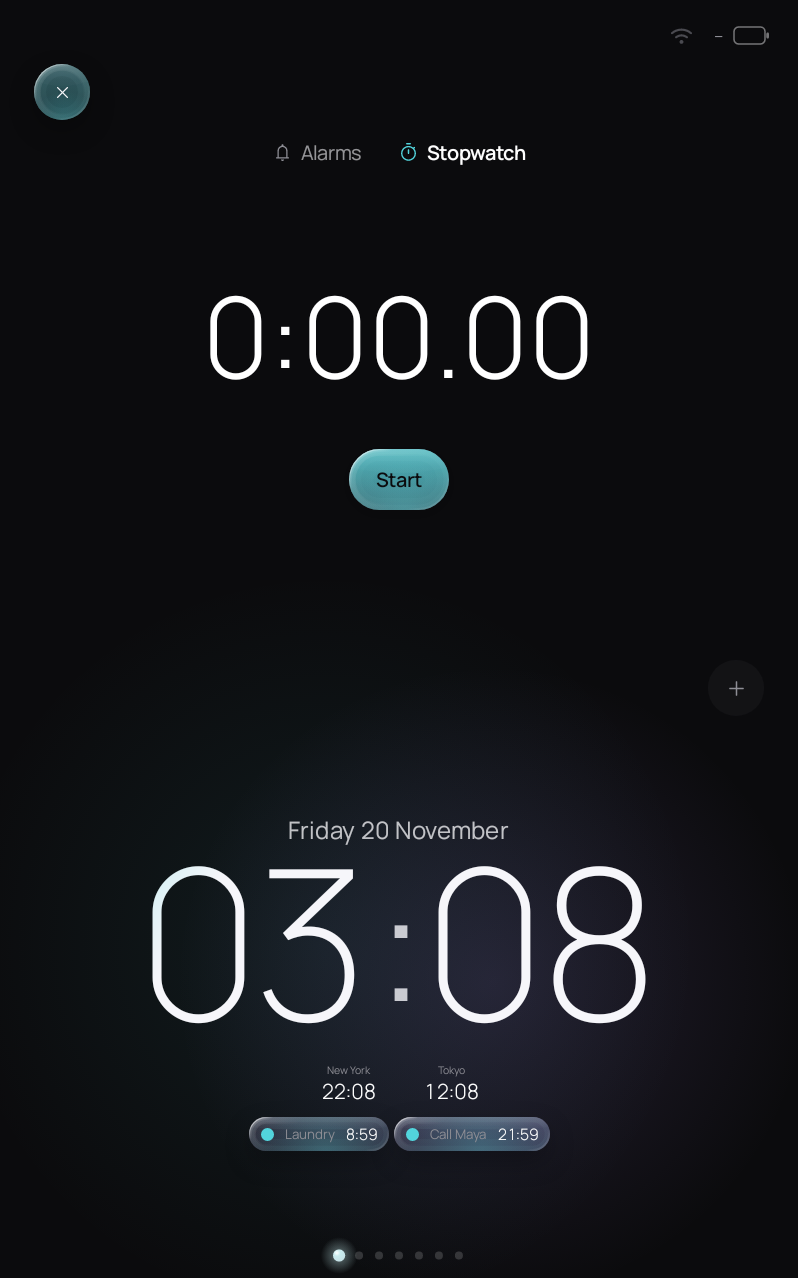 Alarms Stopwatch
0:00.00
Start
Friday 20 November
03:08
New York Tokyo
22:08 12:08
Laundry 8:59 Call Maya 21:59